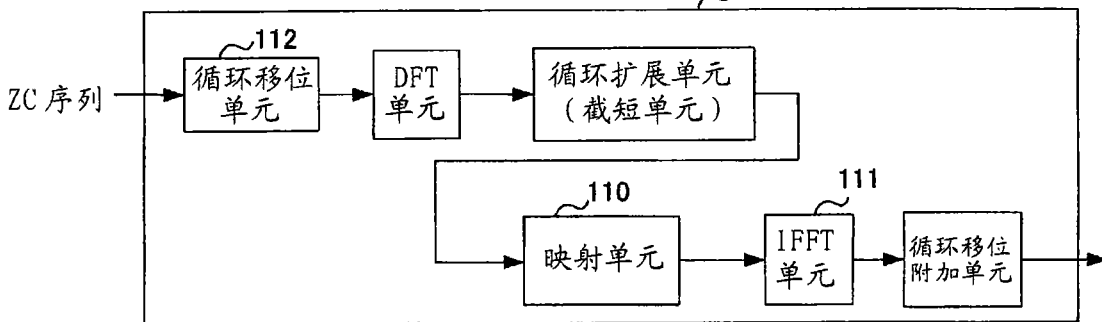 112
ZC 序列
循环移位
单元
DFT
单元
循环扩展单元
(截短单元)
110
映射单元
111
IFFT
单元
循环移位
附加单元